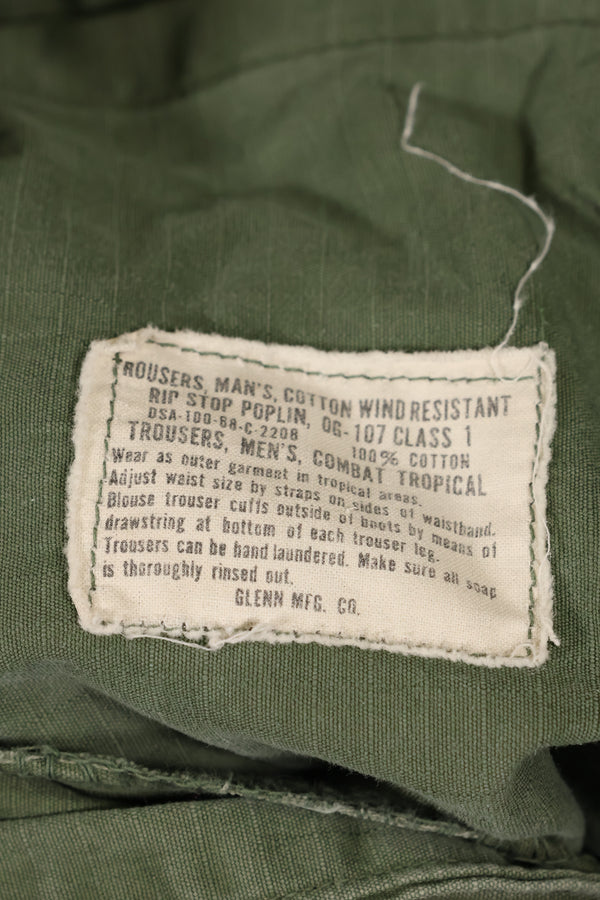 TROUSERS, MAN'S, COTTON WIND RESISTANT
RIP STOP POPLIN, OG-107 CLASS 1
DSA-100-68-C-2208 100% COTTON
TROUSERS, MEN'S, COMBAT TROPICAL
Wear as outer garment in tropical areas.
Adjust waist size by straps on sides of waistband.
Blouse trouser cuffs outside of boots by means of
drawstring at bottom of each trouser leg.
Trousers can be hand laundered. Make sure all soap
is thoroughly rinsed out.
GLENN MFG. CO.